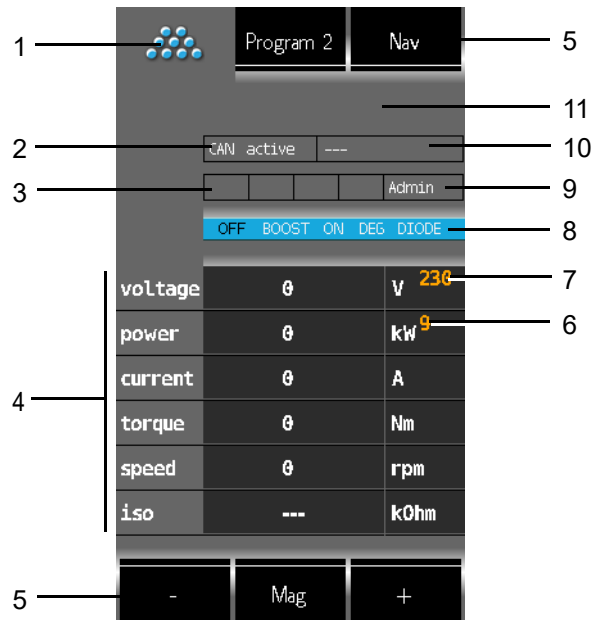 1 Program 2 Nav 5
11
2 CAN active --- 10
3 Admin 9
OFF BOOST ON DEG DIODE 8
voltage 0 V 230 7
power 0 kW 9 6
current 0 A
4
torque 0 Nm
speed 0 rpm
iso --- kOhm
5 - Mag +